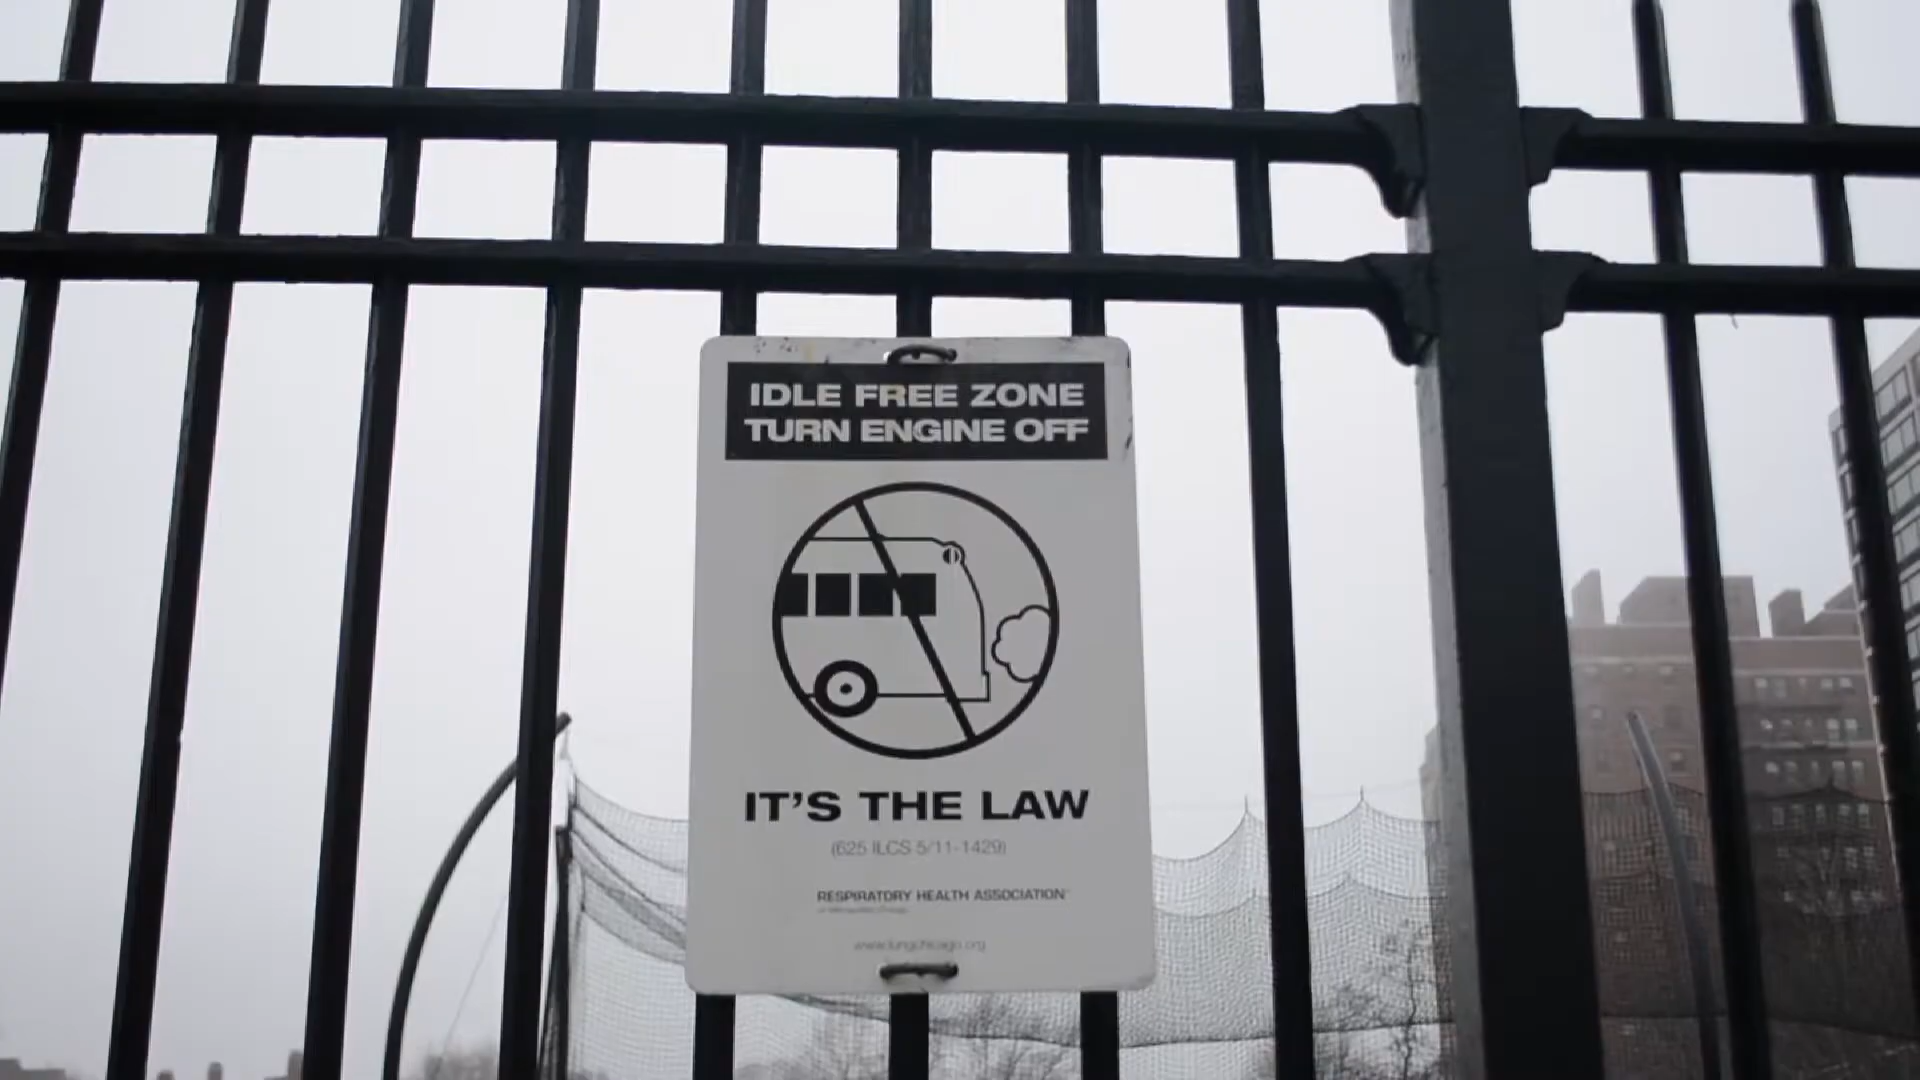 IDLE FREE ZONE
TURN ENGINE OFF
IT'S THE LAW
(625 ILCS 5/11-1429)
RESPIRATORY HEALTH ASSOCIATION
www.lungchicago.org